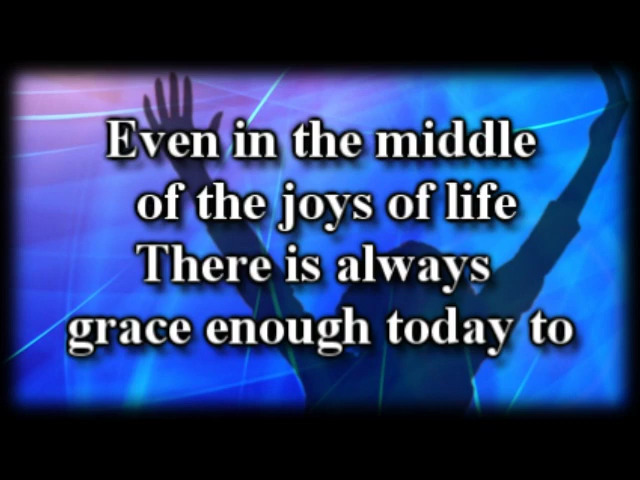 Even in the middle
of the joys of life
There is always
grace enough today to